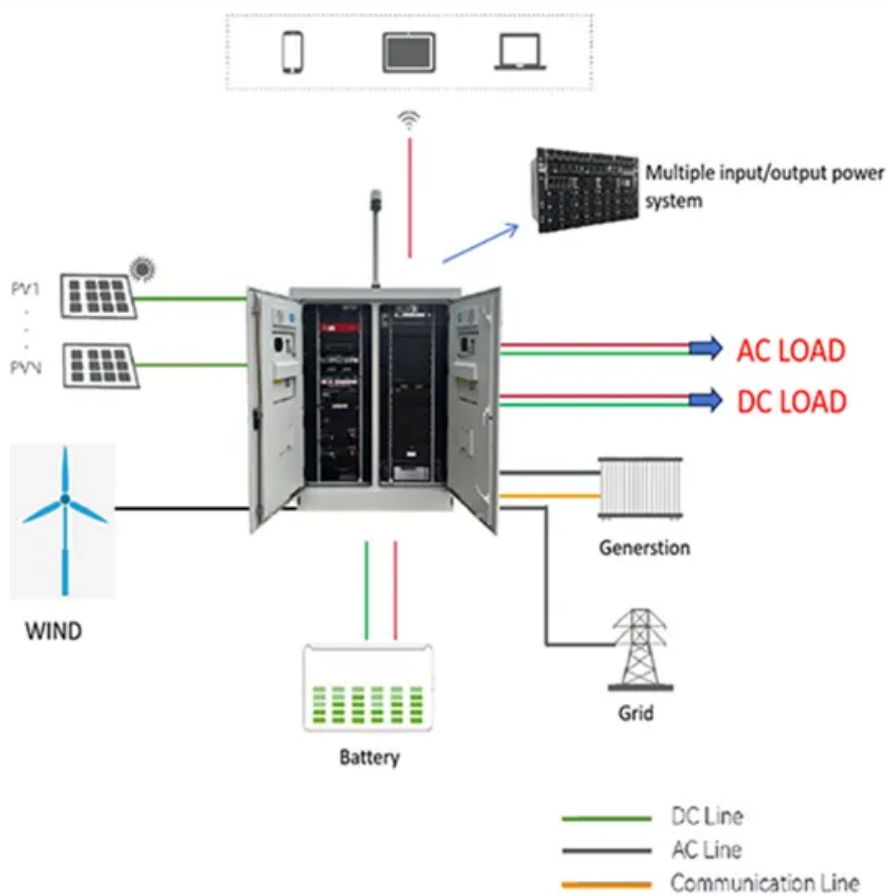 Multiple input/output power
system
PV1
PVN
AC LOAD
DC LOAD
Generstion
WIND
Grid
Battery
DC Line
AC Line
Communication Line